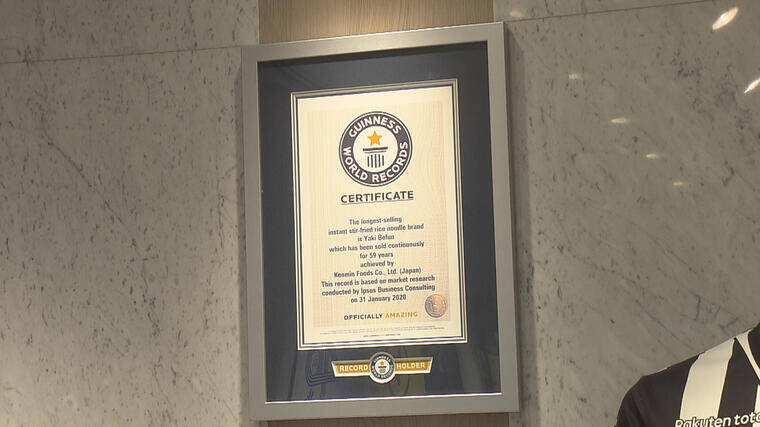 GUINNESS
WORLD RECORDS
CERTIFICATE
The longest-selling
instant stir-fried rice noodle brand
is Yaki Befun
which has been sold continuously
for 59 years
achieved by
Kenmin Foods Co., Ltd. (Japan)
This record is based on market research
conducted by Ipsos Business Consulting
on 31 January 2020
OFFICIALLY AMAZING
RECORD HOLDER
Rakuten toto